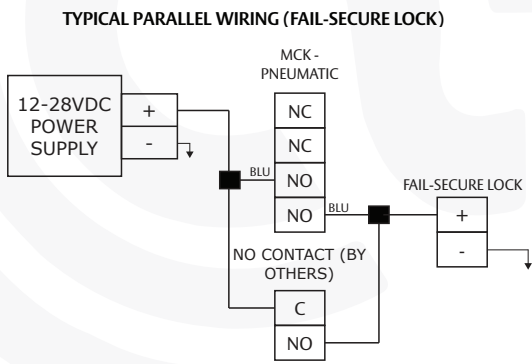 TYPICAL PARALLEL WIRING (FAIL-SECURE LOCK)
MCK -
PNEUMATIC
12-28VDC
POWER
SUPPLY
+
-
NC
NC
NO
NO
BLU
BLU
FAIL-SECURE LOCK
+
-
NO CONTACT (BY
OTHERS)
C
NO